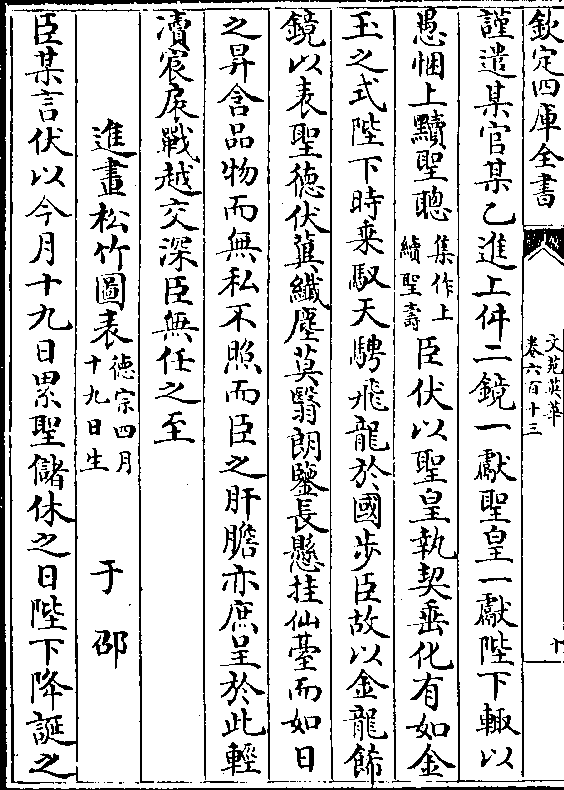 欽定四庫全書
文苑英華
卷六百十三
十
謹遣某官某乙進上件二鏡一獻聖皇一獻陛下輙以
愚悃上黷聖聰集作上續聖壽臣伏以聖皇執契垂化有如金
玉之式陛下時乗馭天騁飛龍於國步臣故以金龍飾
鏡以表聖徳伏冀纎塵莫翳朗鑒長懸挂仙臺而如日
之昇含品物而無私不照而臣之肝膽亦庶呈於此輕
瀆宸扆戰越交深臣無任之至
進畫松竹圖表徳宗四月十九日生 于邵
臣某言伏以今月十九日累聖儲休之日陛下降誕之